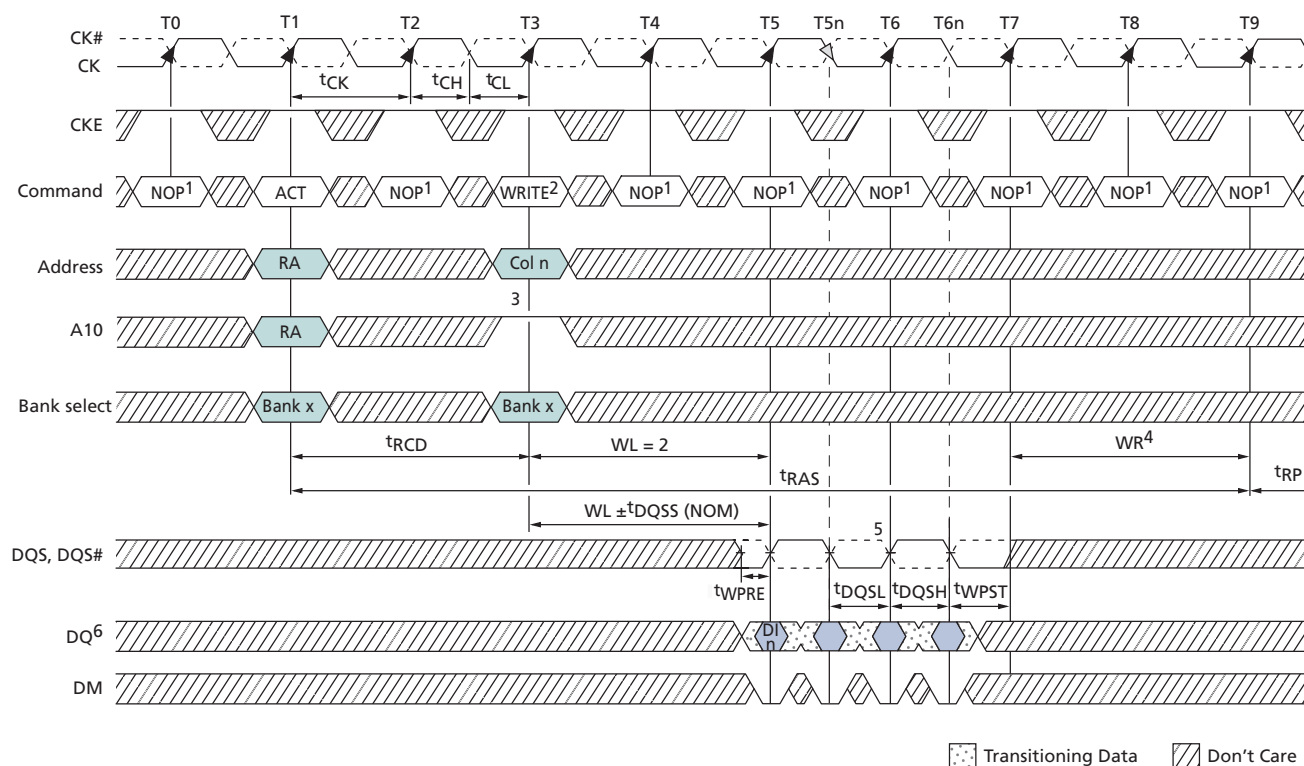 T0 T1 T2 T3 T4 T5 T5n T6 T6n T7 T8 T9
CK#
CK
tCK tCH tCL
CKE
Command NOP1 ACT NOP1 WRITE2 NOP1 NOP1 NOP1 NOP1 NOP1 NOP1
Address RA Col n
3
A10 RA
Bank select Bank x Bank x
tRCD WL = 2 WR4
tRAS tRP
WL ±tDQSS (NOM)
5
DQS, DQS#
tWPRE tDQSL tDQSH tWPST
DQ6 DI
n
DM
Transitioning Data Don't Care